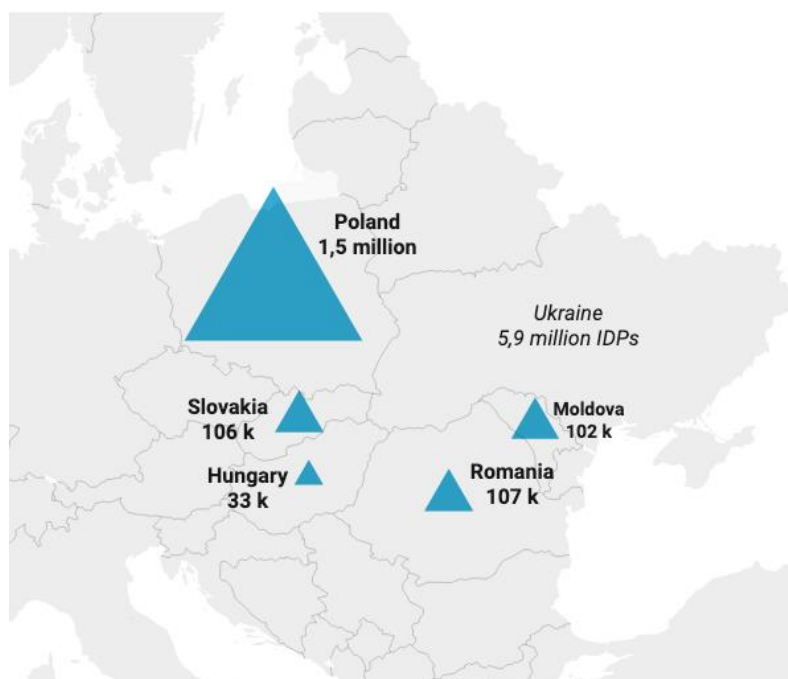 Poland
1,5 million
Ukraine
5,9 million IDPs
Slovakia
106 k
Moldova
102 k
Hungary
33 k
Romania
107 k